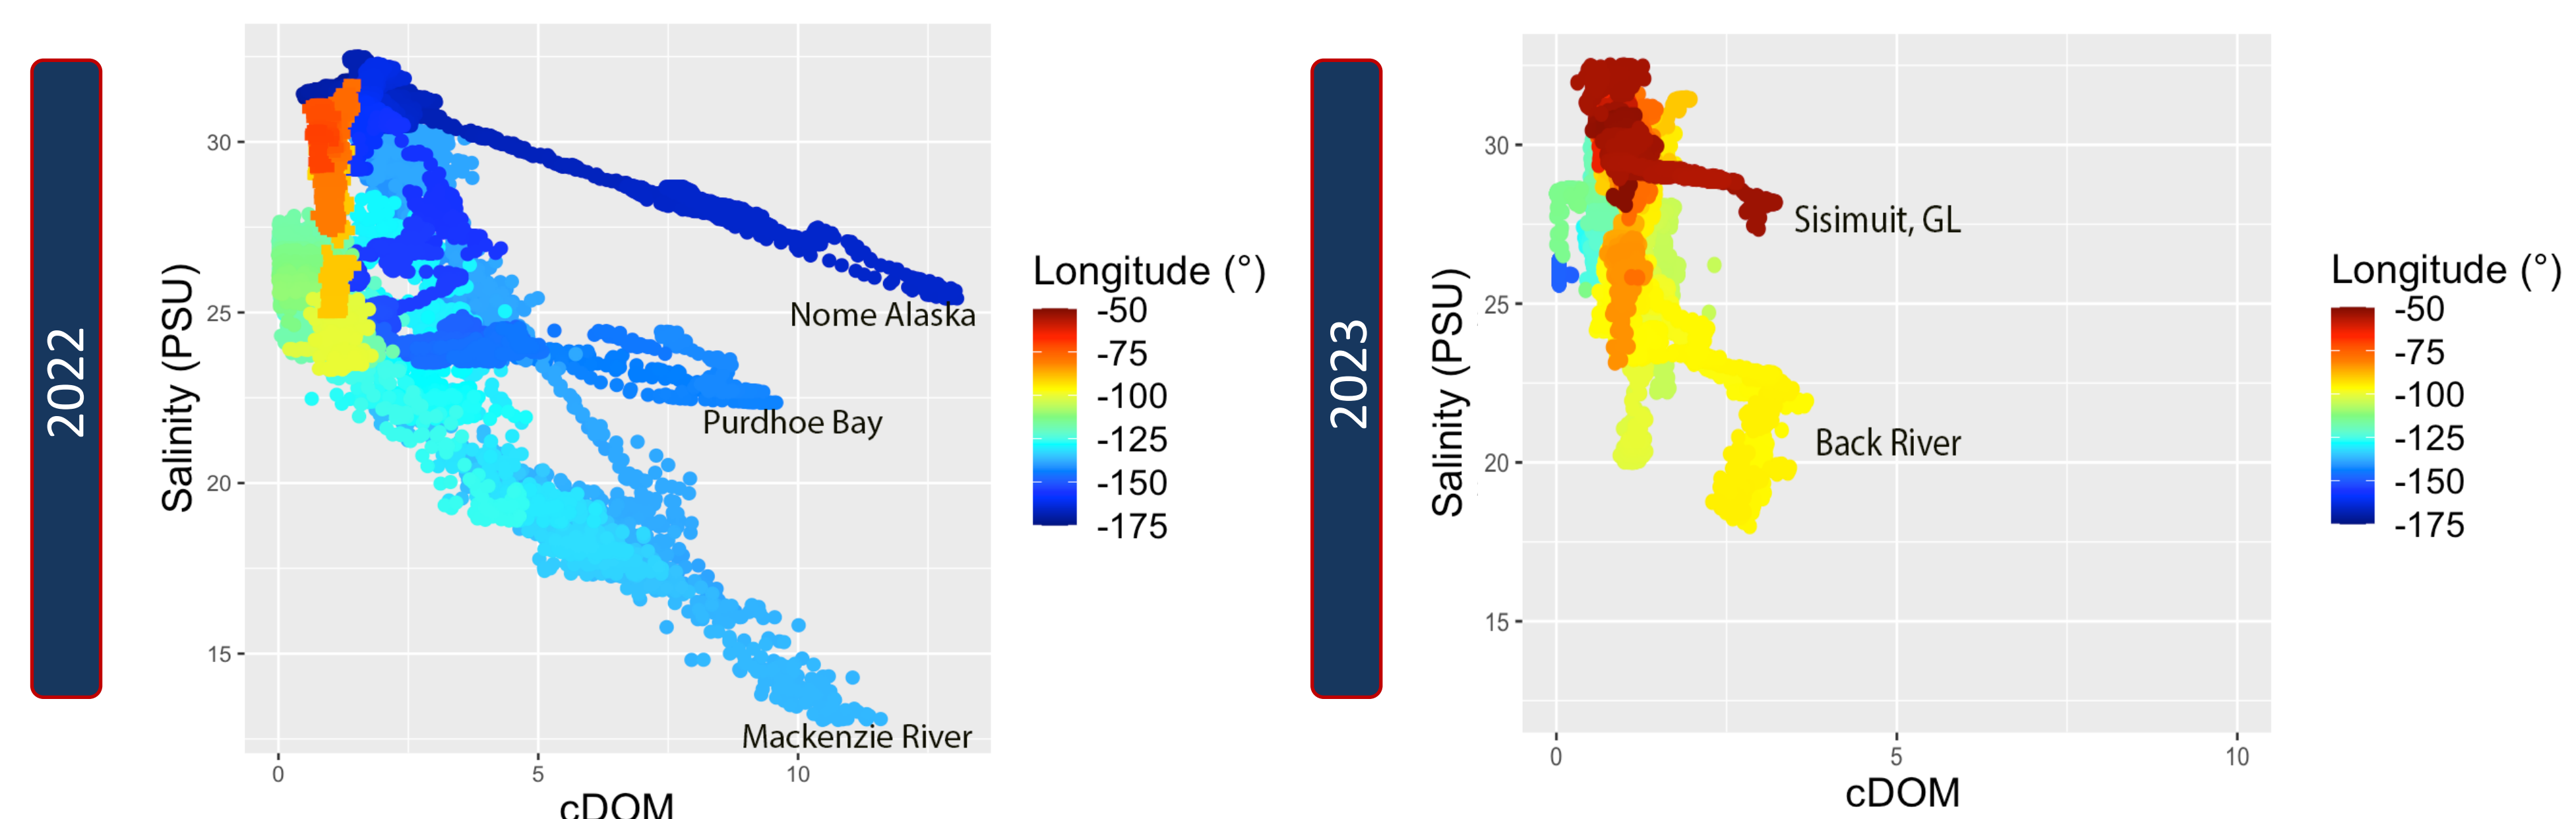 2022
Salinity (PSU)
30
25
20
15
0
5
10
cDOM
Nome Alaska
Purdhoe Bay
Mackenzie River
Longitude (°)
-50
-75
-100
-125
-150
-175
2023
Salinity (PSU)
30
25
20
15
0
5
10
cDOM
Sisimuit, GL
Back River
Longitude (°)
-50
-75
-100
-125
-150
-175